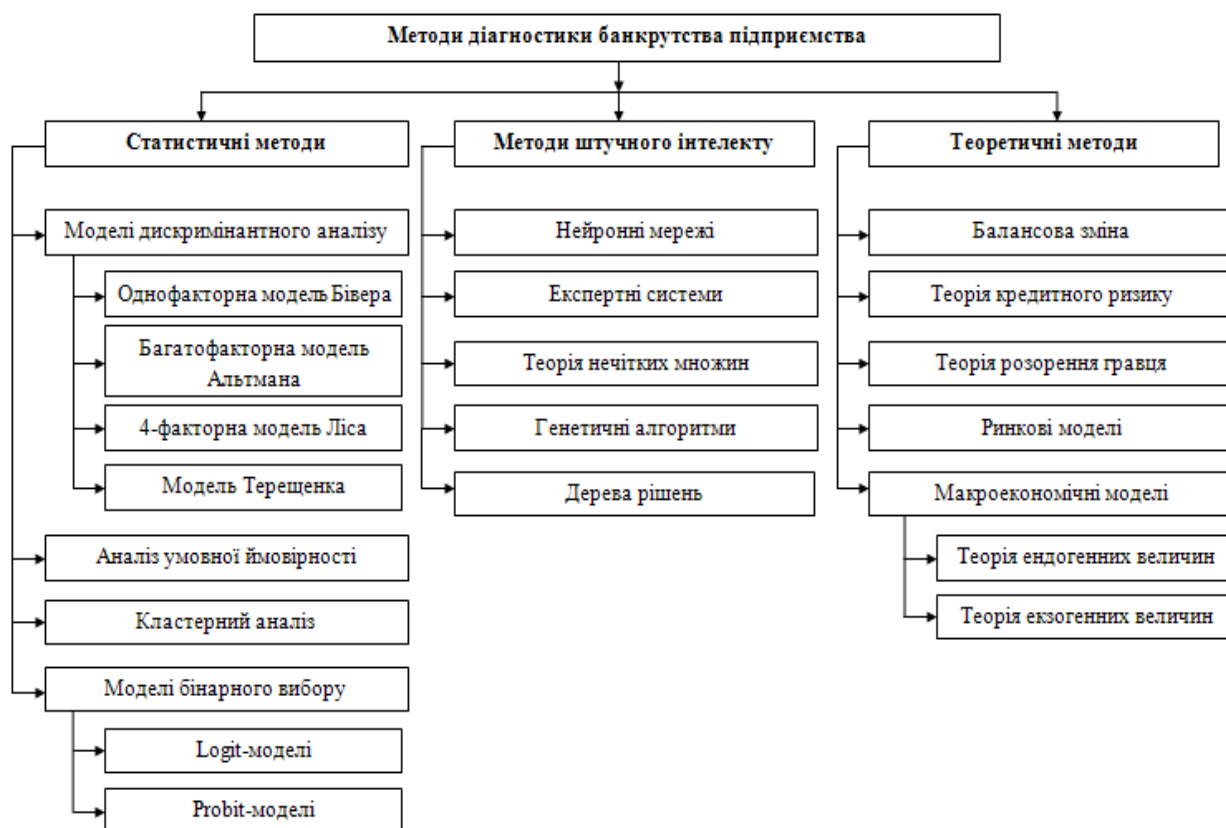 Методи діагностики банкрутства підприємства
Статистичні методи
Моделі дискримінантного аналізу
Однофакторна модель Бівера
Багатофакторна модель
Альтмана
4-факторна модель Ліса
Модель Терещенка
Аналіз умовної ймовірності
Кластерний аналіз
Моделі бінарного вибору
Logit-моделі
Probit-моделі
Методи штучного інтелекту
Нейронні мережі
Експертні системи
Теорія нечітких множин
Генетичні алгоритми
Дерева рішень
Теоретичні методи
Балансова зміна
Теорія кредитного ризику
Теорія розорення гравця
Ринкові моделі
Макроекономічні моделі
Теорія ендогенних величин
Теорія екзогенних величин